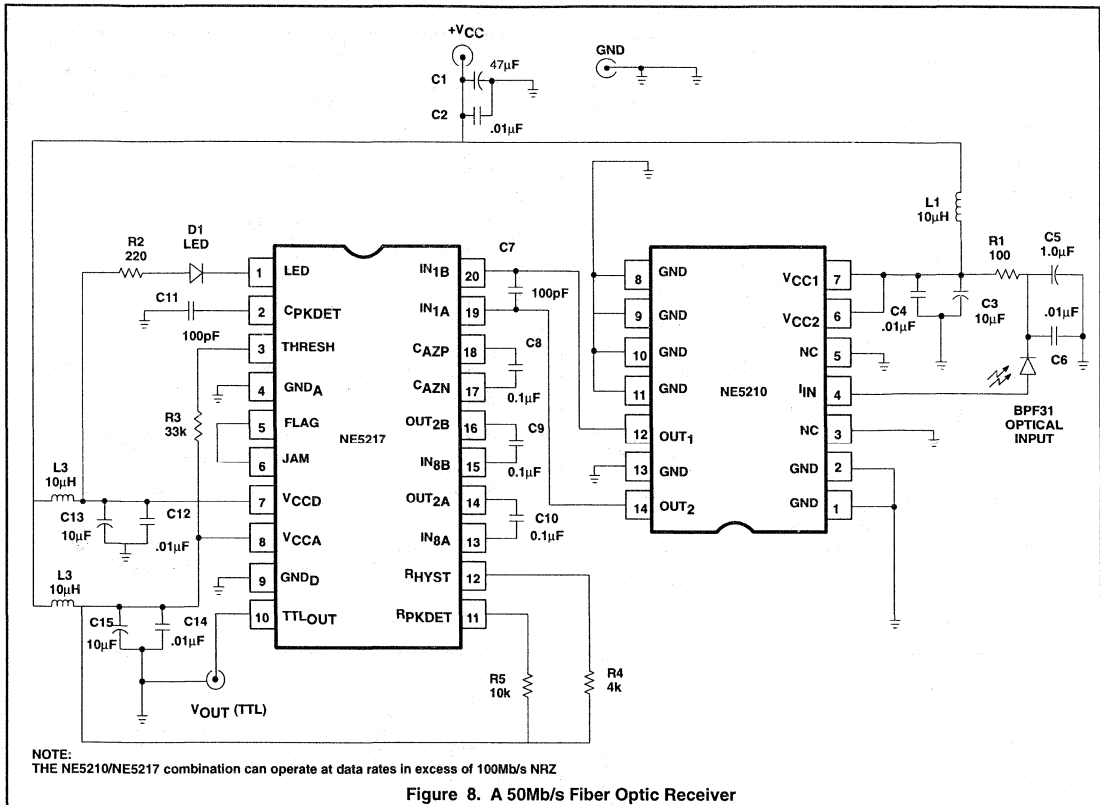 +VCC
GND
C1
47µF
C2
.01µF
L1
10µH
R2
220
D1
LED
C11
100pF
R3
33k
L3
10µH
C13
10µF
C12
.01µF
L3
10µH
C15
10µF
C14
.01µF
VOUT (TTL)
NE5217
1 LED
2 CPKDET
3 THRESH
4 GNDA
5 FLAG
6 JAM
7 VCCD
8 VCCA
9 GNDD
10 TTLOUT
IN1B 20
IN1A 19
CAZP 18
CAZN 17
OUT2B 16
IN8B 15
OUT2A 14
IN8A 13
RHYST 12
RPKDET 11
C7
100pF
C8
0.1µF
C9
0.1µF
C10
0.1µF
R5
10k
R4
4k
NE5210
8 GND
9 GND
10 GND
11 GND
12 OUT1
13 GND
14 OUT2
VCC1 7
VCC2 6
NC 5
IIN 4
NC 3
GND 2
GND 1
R1
100
C5
1.0µF
C4
.01µF
C3
10µF
.01µF
C6
BPF31
OPTICAL
INPUT
NOTE:
THE NE5210/NE5217 combination can operate at data rates in excess of 100Mb/s NRZ
Figure 8. A 50Mb/s Fiber Optic Receiver